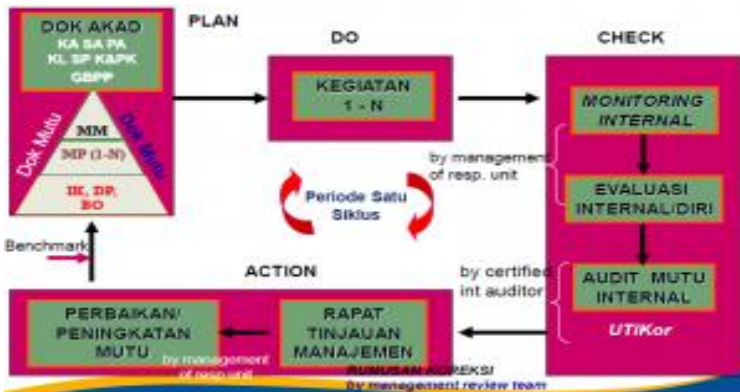 PLAN
DOK AKAD
KA SA PA
KL SP K&PK
GBPP
Dok Mutu
Dok Mutu
MM
MP (1-N)
IK, DP,
BO
Benchmark
DO
KEGIATAN
1 - N
Periode Satu
Siklus
CHECK
MONITORING
INTERNAL
by management
of resp. unit
EVALUASI
INTERNAL/DIRI
by certified
int auditor
AUDIT MUTU
INTERNAL
UTIKor
ACTION
RAPAT
TINJAUAN
MANAJEMEN
PERBAIKAN/
PENINGKATAN
MUTU
by management
of resp unit
RUMUSAN KOREKSI
by management review team